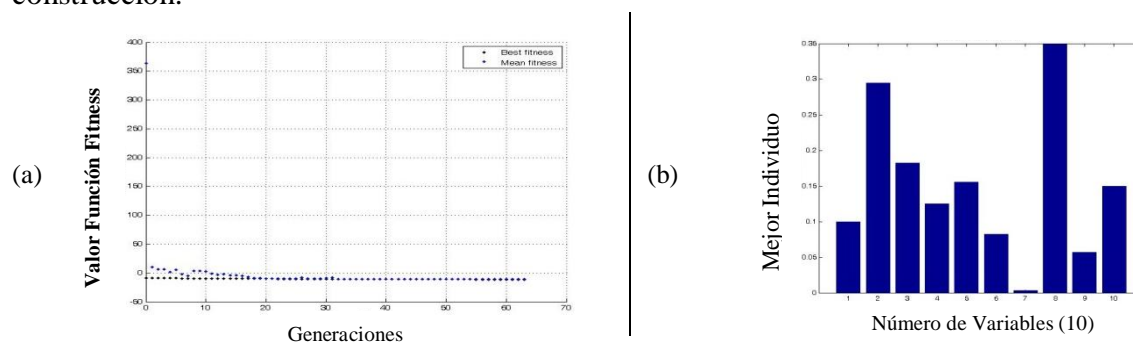 construcción.
(a)
Valor Función Fitness
400
350
300
250
200
150
100
50
0
-50
0 10 20 30 40 50 60 70
Best fitness
Mean fitness
Generaciones
(b)
Mejor Individuo
0.35
0.3
0.25
0.2
0.15
0.1
0.05
0
1 2 3 4 5 6 7 8 9 10
Número de Variables (10)